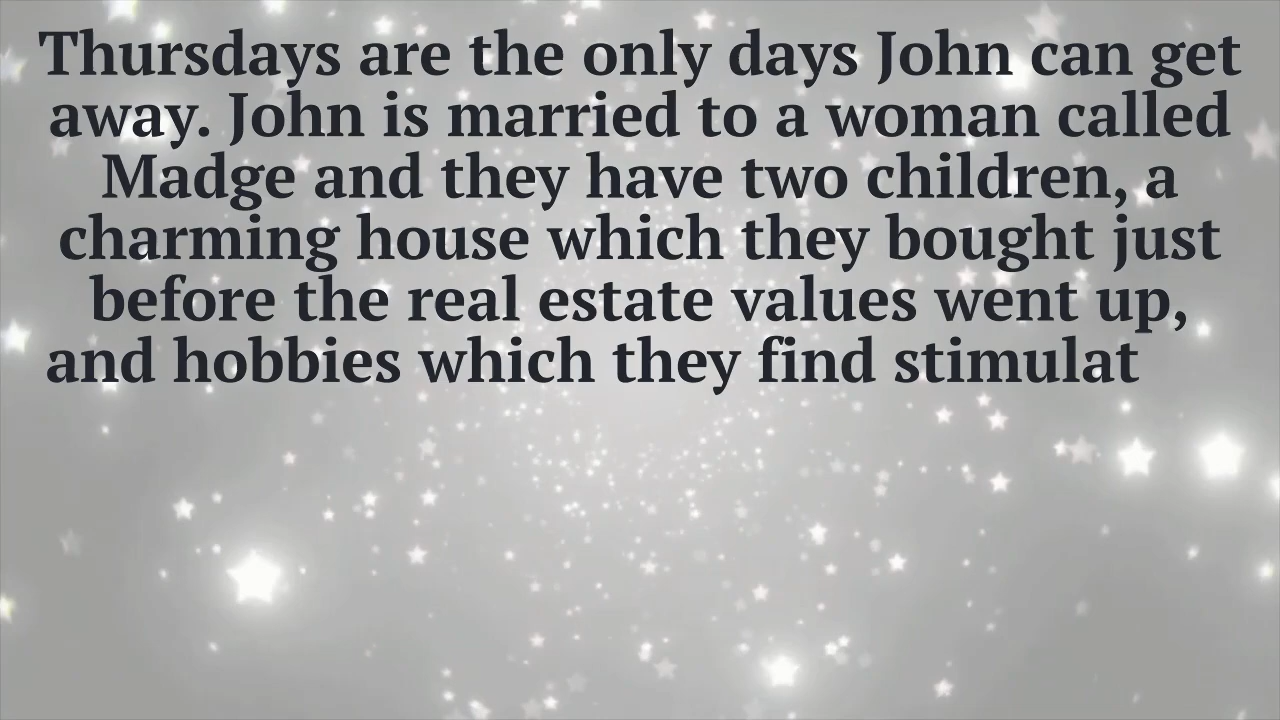 Thursdays are the only days John can get
away. John is married to a woman called
Madge and they have two children, a
charming house which they bought just
before the real estate values went up,
and hobbies which they find stimulat